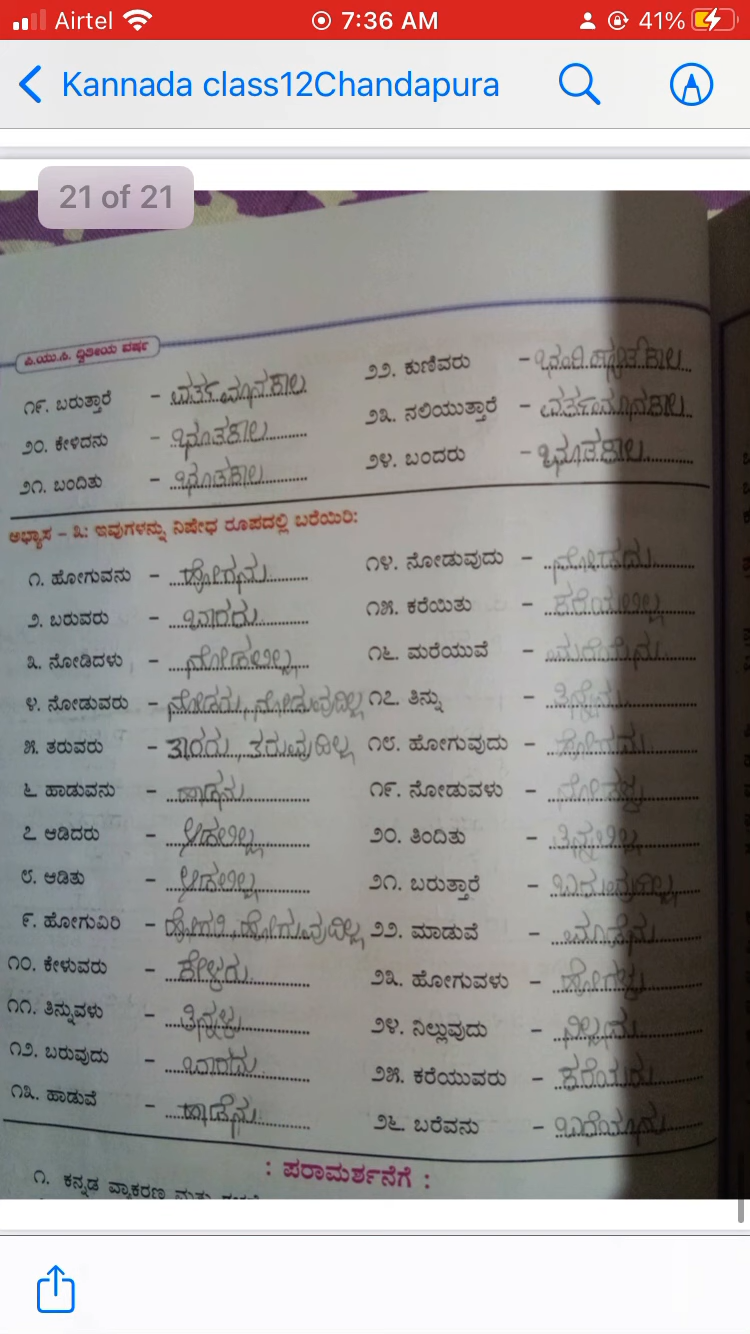 Airtel 7:36 AM 41%
Kannada class12Chandapura
21 of 21
ಪಿ.ಯು.ಸಿ. ದ್ವಿತೀಯ ವರ್ಷ
೧೯. ಬರುತ್ತಾರೆ - ವರ್ತಮಾನಕಾಲ
೨೦. ಕೇಳಿದನು - ಭೂತಕಾಲ
೨೧. ಬಂದಿತು - ಭೂತಕಾಲ
೨೨. ಕುಣಿವರು -
೨೩. ನಲಿಯುತ್ತಾರೆ - ವರ್ತಮಾನಕಾಲ
೨೪. ಬಂದರು - ಭೂತಕಾಲ
ಅಭ್ಯಾಸ - ೩: ಇವುಗಳನ್ನು ನಿಷೇಧ ರೂಪದಲ್ಲಿ ಬರೆಯಿರಿ:
೧. ಹೋಗುವನು - ಹೋಗನು
೨. ಬರುವರು - ಬಾರರು
೩. ನೋಡಿದಳು - ನೋಡಲಿಲ್ಲ
೪. ನೋಡುವರು - ನೋಡರು, ನೋಡುವುದಿಲ್ಲ
೫. ತರುವರು - ತಾರರು, ತರುವುದಿಲ್ಲ
೬. ಹಾಡುವನು - ಹಾಡನು
೭. ಆಡಿದರು - ಆಡಲಿಲ್ಲ
೮. ಆಡಿತು - ಆಡಲಿಲ್ಲ
೯. ಹೋಗುವಿರಿ - ಹೋಗರಿ, ಹೋಗುವುದಿಲ್ಲ
೧೦. ಕೇಳುವರು - ಕೇಳರು
೧೧. ತಿನ್ನುವಳು - ತಿನ್ನಳು
೧೨. ಬರುವುದು - ಬಾರದು
೧೩. ಹಾಡುವೆ - ಹಾಡೆನು
೧೪. ನೋಡುವುದು - ನೋಡದು
೧೫. ಕರೆಯಿತು - ಕರೆಯಲಿಲ್ಲ
೧೬. ಮರೆಯುವೆ - ಮರೆಯೆನು
೧೭. ತಿನ್ನು - ತಿನ್ನೆನು
೧೮. ಹೋಗುವುದು - ಹೋಗದು
೧೯. ನೋಡುವಳು - ನೋಡಳು
೨೦. ತಿಂದಿತು - ತಿನ್ನಲಿಲ್ಲ
೨೧. ಬರುತ್ತಾರೆ - ಬರುವುದಿಲ್ಲ
೨೨. ಮಾಡುವೆ - ಮಾಡೆನು
೨೩. ಹೋಗುವಳು - ಹೋಗಳು
೨೪. ನಿಲ್ಲುವುದು - ನಿಲ್ಲದು
೨೫. ಕರೆಯುವರು - ಕರೆಯರು
೨೬. ಬರೆವನು - ಬರೆಯನು
: ಪರಾಮರ್ಶನೆಗೆ :
೧. ಕನ್ನಡ ವ್ಯಾಕರಣ ಮತ್ತು